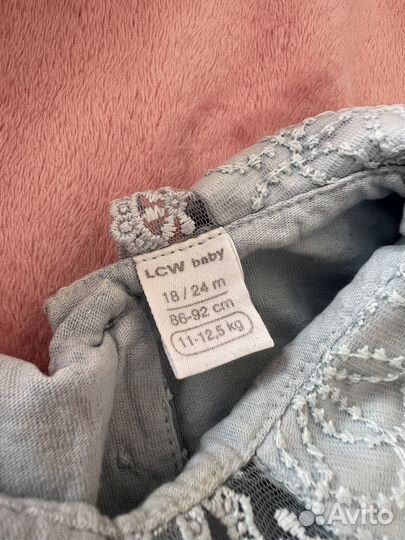 LCW baby
18 / 24 m
86-92 cm
11-12,5 kg
Avito